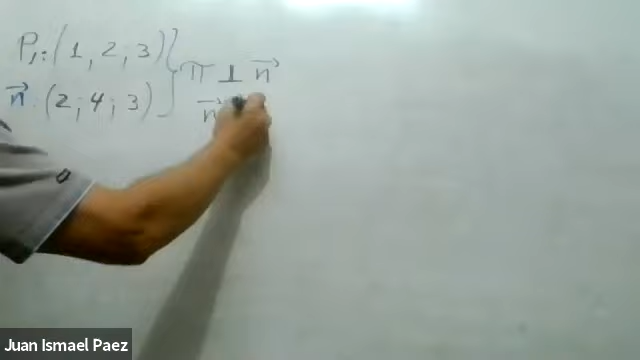 P₁: (1, 2; 3)
n⃗: (2; 4; 3)
π ⊥ n⃗
n⃗
Juan Ismael Paez